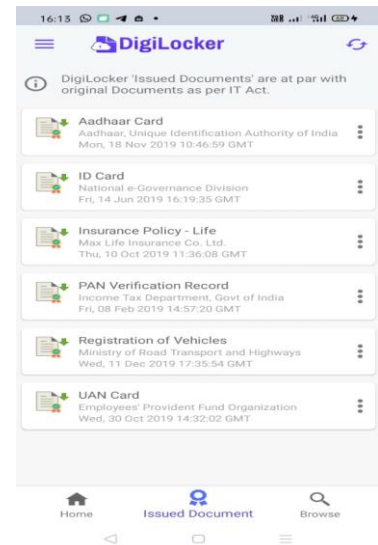 16:13
DigiLocker
DigiLocker 'Issued Documents' are at par with
original Documents as per IT Act.
Aadhaar Card
Aadhaar, Unique Identification Authority of India
Mon, 18 Nov 2019 10:46:59 GMT
ID Card
National e-Governance Division
Fri, 14 Jun 2019 16:19:35 GMT
Insurance Policy - Life
Max Life Insurance Co. Ltd.
Thu, 10 Oct 2019 11:36:08 GMT
PAN Verification Record
Income Tax Department, Govt of India
Fri, 08 Feb 2019 14:57:20 GMT
Registration of Vehicles
Ministry of Road Transport and Highways
Wed, 11 Dec 2019 17:35:54 GMT
UAN Card
Employees' Provident Fund Organization
Wed, 30 Oct 2019 14:32:02 GMT
Home Issued Document Browse